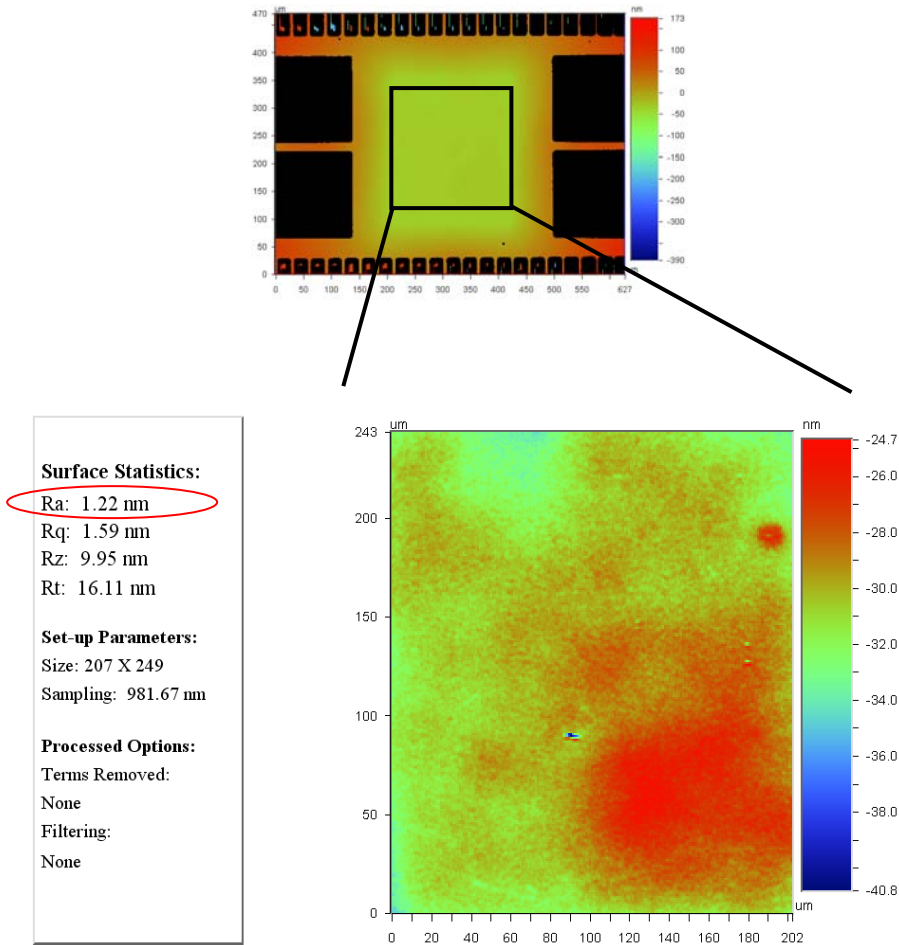 um
nm
470
400
350
300
250
200
150
100
50
0
0 50 100 150 200 250 300 350 400 450 500 550 627
173
100
50
0
-50
-100
-150
-200
-250
-300
-390
Surface Statistics:
Ra: 1.22 nm
Rq: 1.59 nm
Rz: 9.95 nm
Rt: 16.11 nm
Set-up Parameters:
Size: 207 X 249
Sampling: 981.67 nm
Processed Options:
Terms Removed:
None
Filtering:
None
um
243
200
150
100
50
0
0 20 40 60 80 100 120 140 160 180 202
um
nm
-24.7
-26.0
-28.0
-30.0
-32.0
-34.0
-36.0
-38.0
-40.8